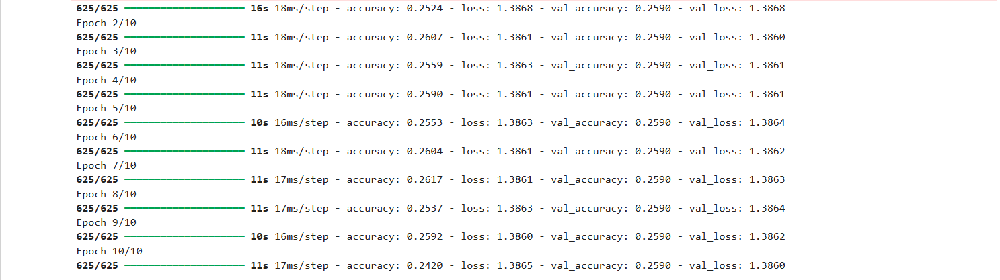 625/625 ━━━━━━━━━━━━━━━━━━━━ 16s 18ms/step - accuracy: 0.2524 - loss: 1.3868 - val_accuracy: 0.2590 - val_loss: 1.3868
Epoch 2/10
625/625 ━━━━━━━━━━━━━━━━━━━━ 11s 18ms/step - accuracy: 0.2607 - loss: 1.3861 - val_accuracy: 0.2590 - val_loss: 1.3860
Epoch 3/10
625/625 ━━━━━━━━━━━━━━━━━━━━ 11s 18ms/step - accuracy: 0.2559 - loss: 1.3863 - val_accuracy: 0.2590 - val_loss: 1.3861
Epoch 4/10
625/625 ━━━━━━━━━━━━━━━━━━━━ 11s 18ms/step - accuracy: 0.2590 - loss: 1.3861 - val_accuracy: 0.2590 - val_loss: 1.3861
Epoch 5/10
625/625 ━━━━━━━━━━━━━━━━━━━━ 10s 16ms/step - accuracy: 0.2553 - loss: 1.3863 - val_accuracy: 0.2590 - val_loss: 1.3864
Epoch 6/10
625/625 ━━━━━━━━━━━━━━━━━━━━ 11s 18ms/step - accuracy: 0.2604 - loss: 1.3861 - val_accuracy: 0.2590 - val_loss: 1.3862
Epoch 7/10
625/625 ━━━━━━━━━━━━━━━━━━━━ 11s 17ms/step - accuracy: 0.2617 - loss: 1.3861 - val_accuracy: 0.2590 - val_loss: 1.3863
Epoch 8/10
625/625 ━━━━━━━━━━━━━━━━━━━━ 11s 17ms/step - accuracy: 0.2537 - loss: 1.3863 - val_accuracy: 0.2590 - val_loss: 1.3864
Epoch 9/10
625/625 ━━━━━━━━━━━━━━━━━━━━ 10s 16ms/step - accuracy: 0.2592 - loss: 1.3860 - val_accuracy: 0.2590 - val_loss: 1.3862
Epoch 10/10
625/625 ━━━━━━━━━━━━━━━━━━━━ 11s 17ms/step - accuracy: 0.2420 - loss: 1.3865 - val_accuracy: 0.2590 - val_loss: 1.3860